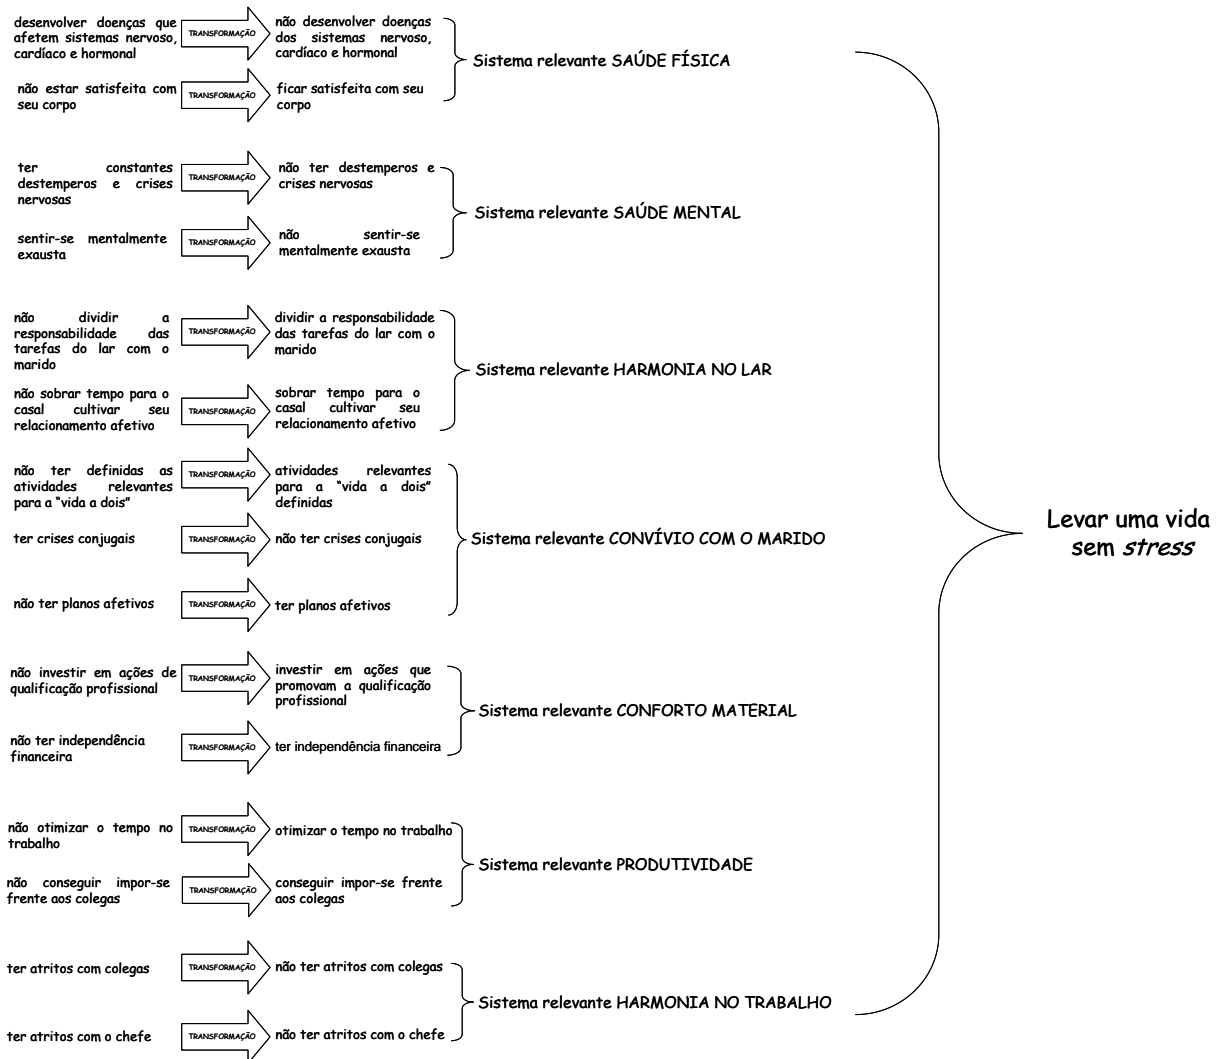 desenvolver doenças que
afetem sistemas nervoso,
cardíaco e hormonal
TRANSFORMAÇÃO
não desenvolver doenças
dos sistemas nervoso,
cardíaco e hormonal
não estar satisfeita com
seu corpo
TRANSFORMAÇÃO
ficar satisfeita com seu
corpo
Sistema relevante SAÚDE FÍSICA
ter constantes
destemperos e crises
nervosas
TRANSFORMAÇÃO
não ter destemperos e
crises nervosas
sentir-se mentalmente
exausta
TRANSFORMAÇÃO
não sentir-se
mentalmente exausta
Sistema relevante SAÚDE MENTAL
não dividir a
responsabilidade das
tarefas do lar com o
marido
TRANSFORMAÇÃO
dividir a responsabilidade
das tarefas do lar com o
marido
não sobrar tempo para o
casal cultivar seu
relacionamento afetivo
TRANSFORMAÇÃO
sobrar tempo para o
casal cultivar seu
relacionamento afetivo
Sistema relevante HARMONIA NO LAR
não ter definidas as
atividades relevantes
para a “vida a dois”
TRANSFORMAÇÃO
atividades relevantes
para a “vida a dois”
definidas
ter crises conjugais
TRANSFORMAÇÃO
não ter crises conjugais
não ter planos afetivos
TRANSFORMAÇÃO
ter planos afetivos
Sistema relevante CONVÍVIO COM O MARIDO
não investir em ações de
qualificação profissional
TRANSFORMAÇÃO
investir em ações que
promovam a qualificação
profissional
não ter independência
financeira
TRANSFORMAÇÃO
ter independência financeira
Sistema relevante CONFORTO MATERIAL
não otimizar o tempo no
trabalho
TRANSFORMAÇÃO
otimizar o tempo no trabalho
não conseguir impor-se
frente aos colegas
TRANSFORMAÇÃO
conseguir impor-se frente
aos colegas
Sistema relevante PRODUTIVIDADE
ter atritos com colegas
TRANSFORMAÇÃO
não ter atritos com colegas
ter atritos com o chefe
TRANSFORMAÇÃO
não ter atritos com o chefe
Sistema relevante HARMONIA NO TRABALHO
Levar uma vida
sem stress